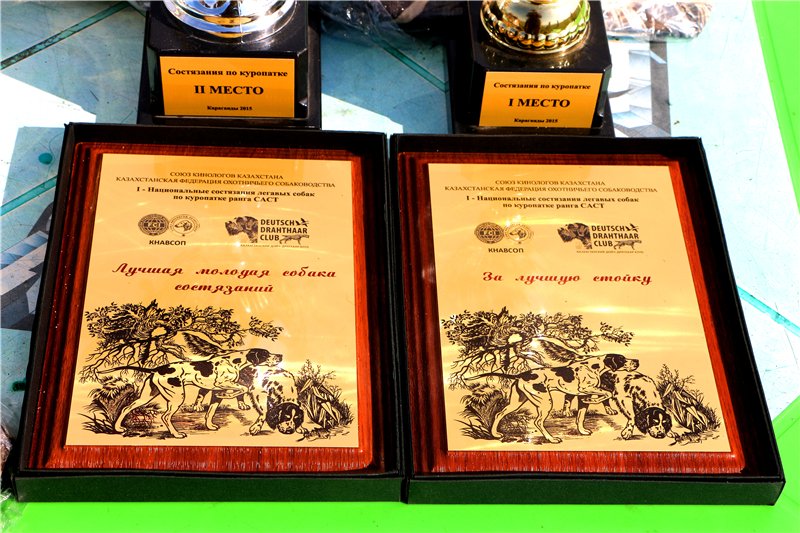 Состязания по куропатке
II МЕСТО
Караганды 2015
Состязания по куропатке
I МЕСТО
Караганды 2015
СОЮЗ КИНОЛОГОВ КАЗАХСТАНА
КАЗАХСТАНСКАЯ ФЕДЕРАЦИЯ ОХОТНИЧЬЕГО СОБАКОВОДСТВА
I - Национальные состязания легавых собак
по куропатке ранга САСТ
FCI
КНАВСОП
DEUTSCH
DRAHTHAAR
CLUB
Лучшая молодая собака
состязаний
СОЮЗ КИНОЛОГОВ КАЗАХСТАНА
КАЗАХСТАНСКАЯ ФЕДЕРАЦИЯ ОХОТНИЧЬЕГО СОБАКОВОДСТВА
I - Национальные состязания легавых собак
по куропатке ранга САСТ
FCI
КНАВСОП
DEUTSCH
DRAHTHAAR
CLUB
За лучшую стойку